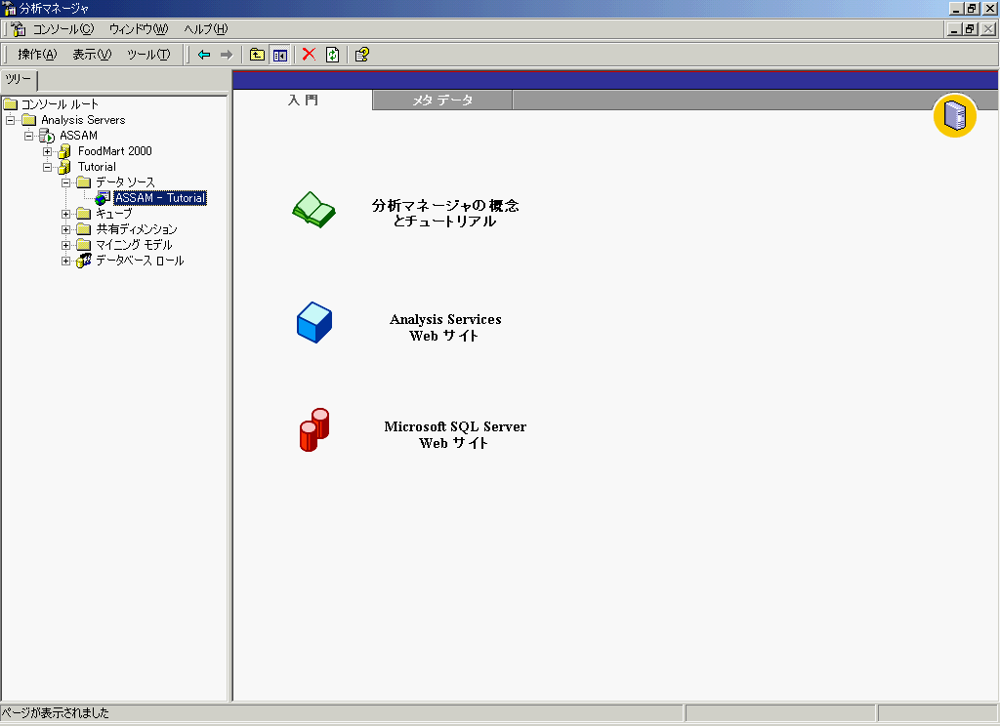 分析マネージャ
コンソール(C) ウィンドウ(W) ヘルプ(H)
操作(A) 表示(V) ツール(T)
ツリー
コンソール ルート
Analysis Servers
ASSAM
FoodMart 2000
Tutorial
データ ソース
ASSAM - Tutorial
キューブ
共有ディメンション
マイニング モデル
データベース ロール
入門 メタ データ
分析マネージャの概念
とチュートリアル
Analysis Services
Web サイト
Microsoft SQL Server
Web サイト
ページが表示されました